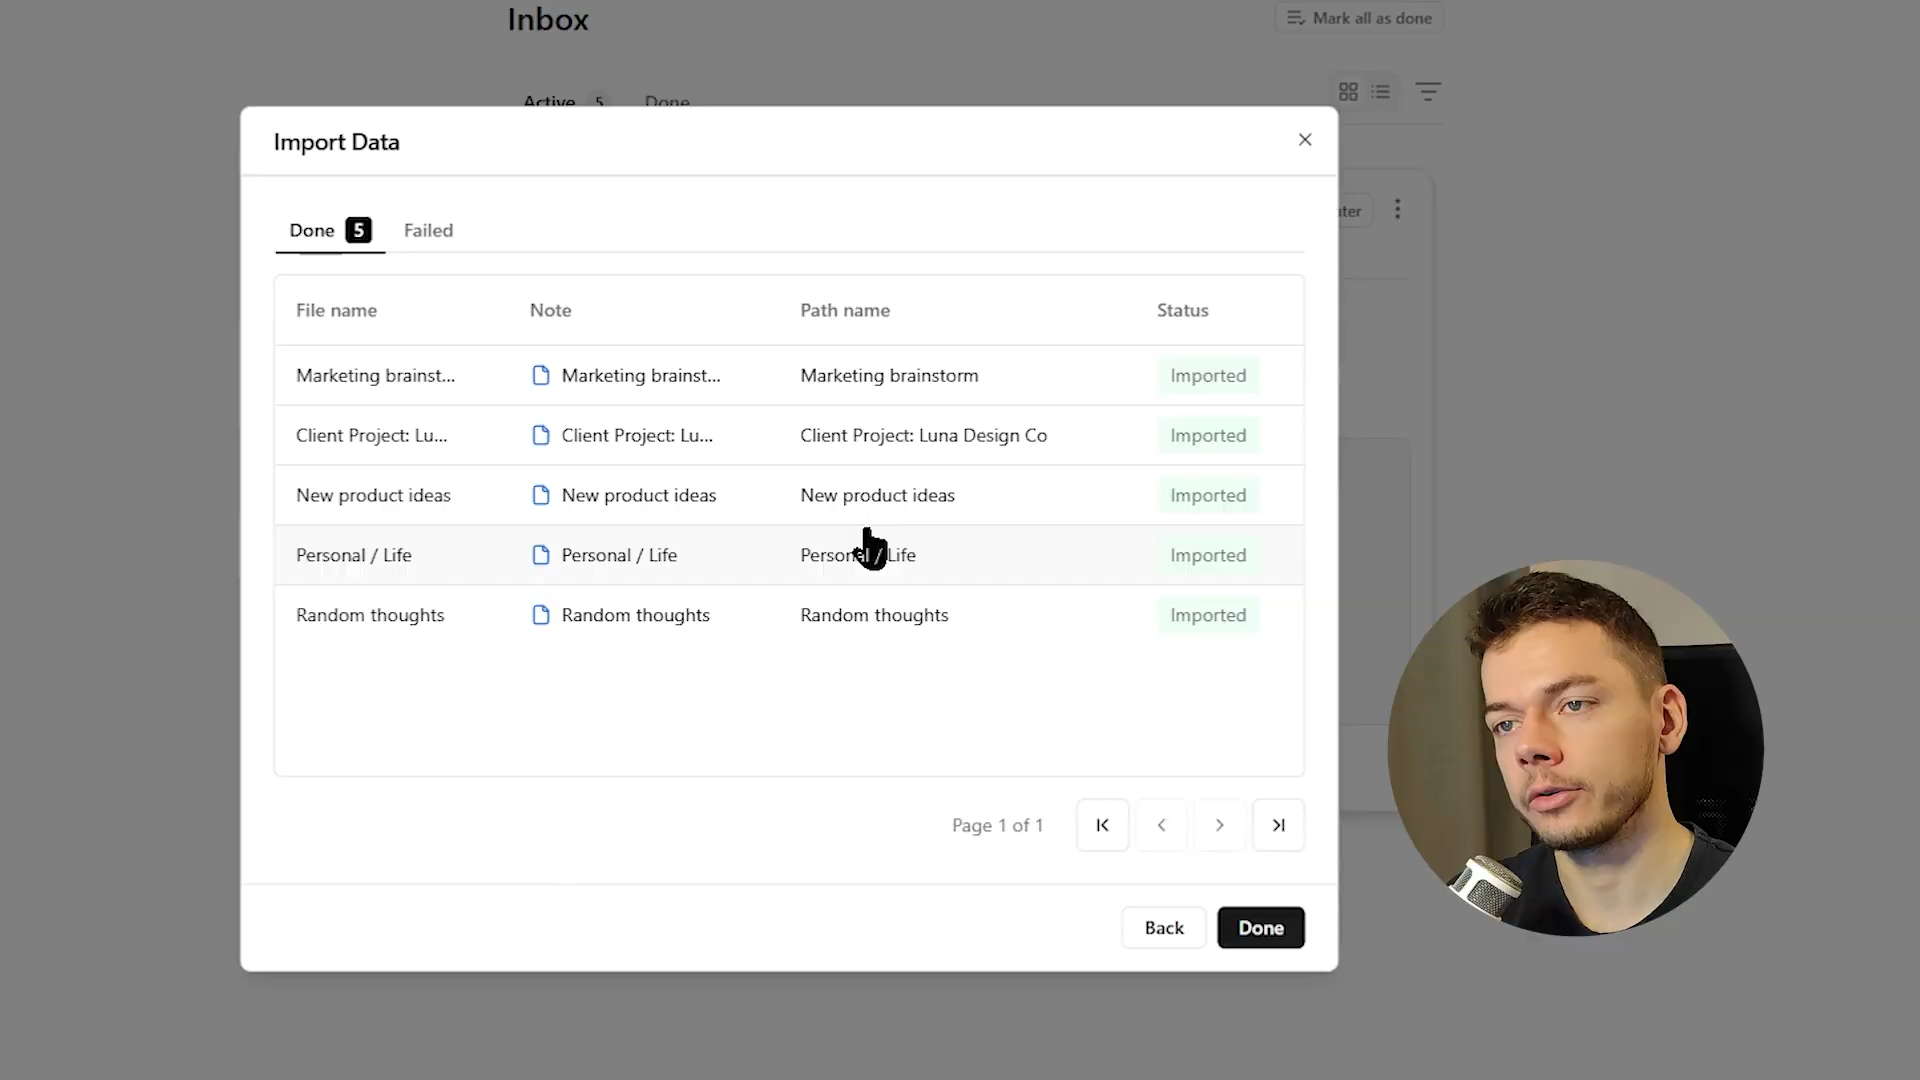 Inbox
Mark all as done
Active 5 Done
Import Data
Done 5 Failed
File name Note Path name Status
Marketing brainst... Marketing brainst... Marketing brainstorm Imported
Client Project: Lu... Client Project: Lu... Client Project: Luna Design Co Imported
New product ideas New product ideas New product ideas Imported
Personal / Life Personal / Life Personal / Life Imported
Random thoughts Random thoughts Random thoughts Imported
Page 1 of 1
Back Done